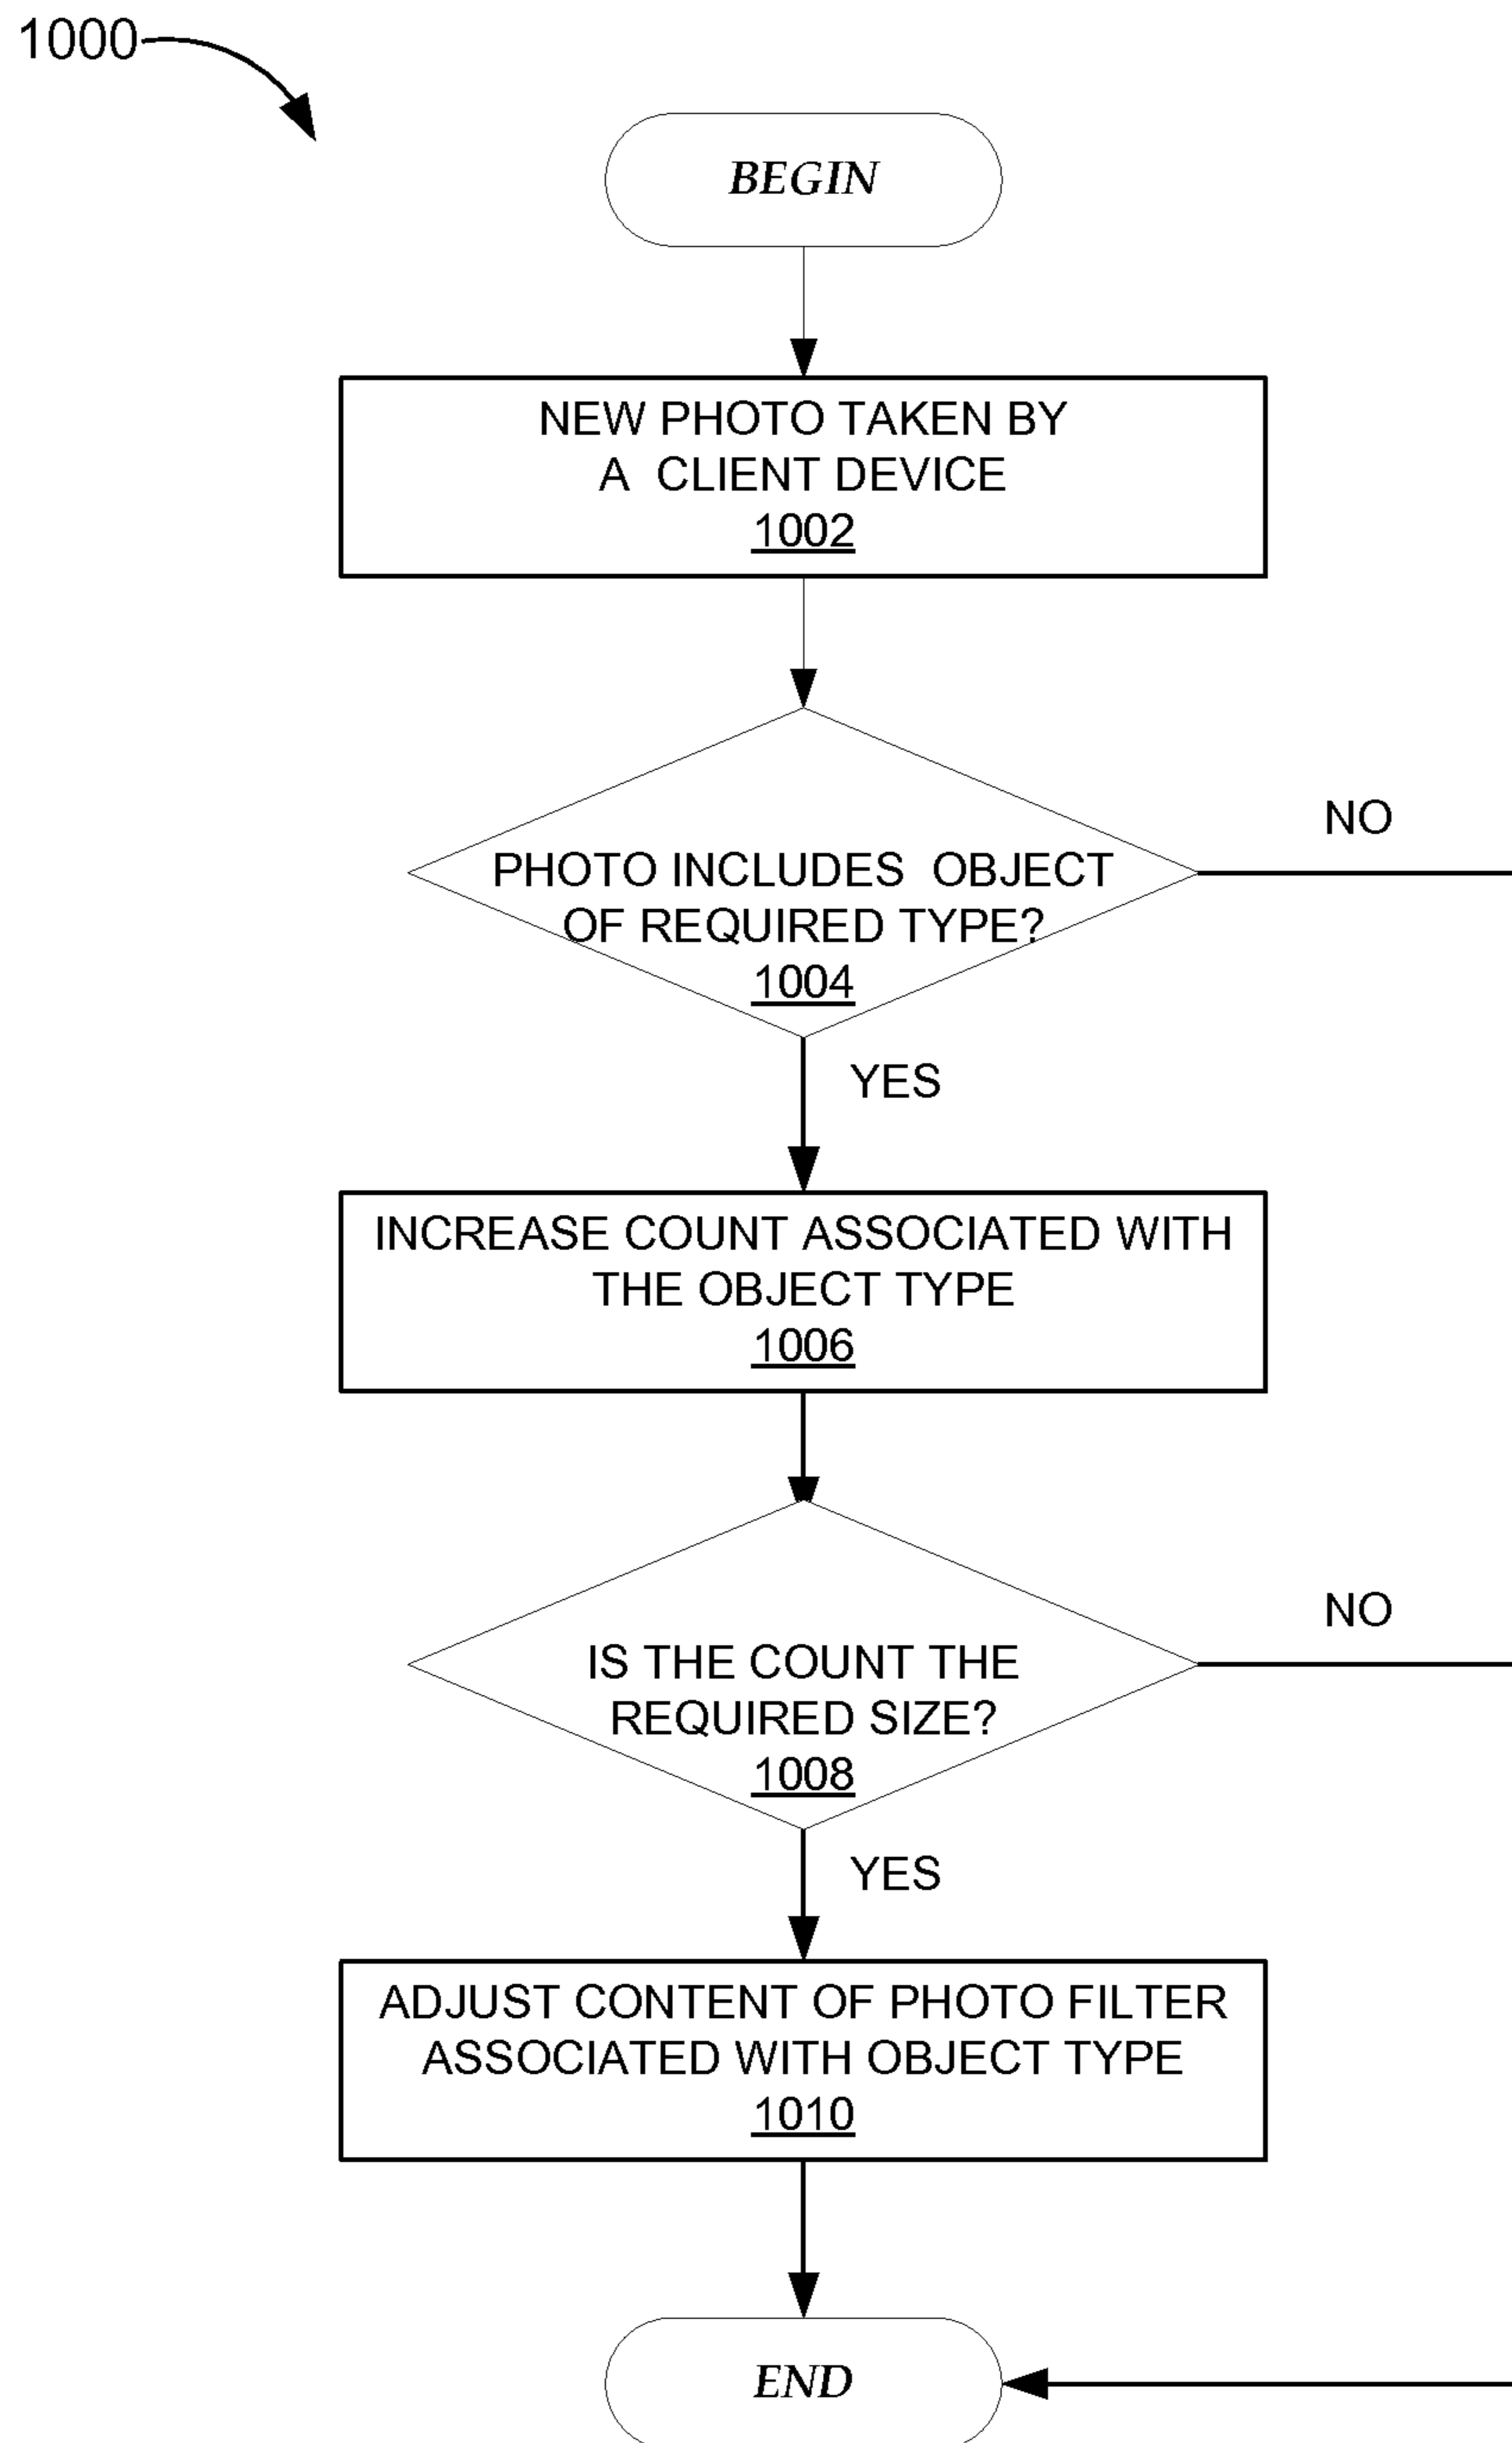 1000
BEGIN
NEW PHOTO TAKEN BY
A CLIENT DEVICE
1002
PHOTO INCLUDES OBJECT
OF REQUIRED TYPE?
1004
NO
YES
INCREASE COUNT ASSOCIATED WITH
THE OBJECT TYPE
1006
IS THE COUNT THE
REQUIRED SIZE?
1008
NO
YES
ADJUST CONTENT OF PHOTO FILTER
ASSOCIATED WITH OBJECT TYPE
1010
END